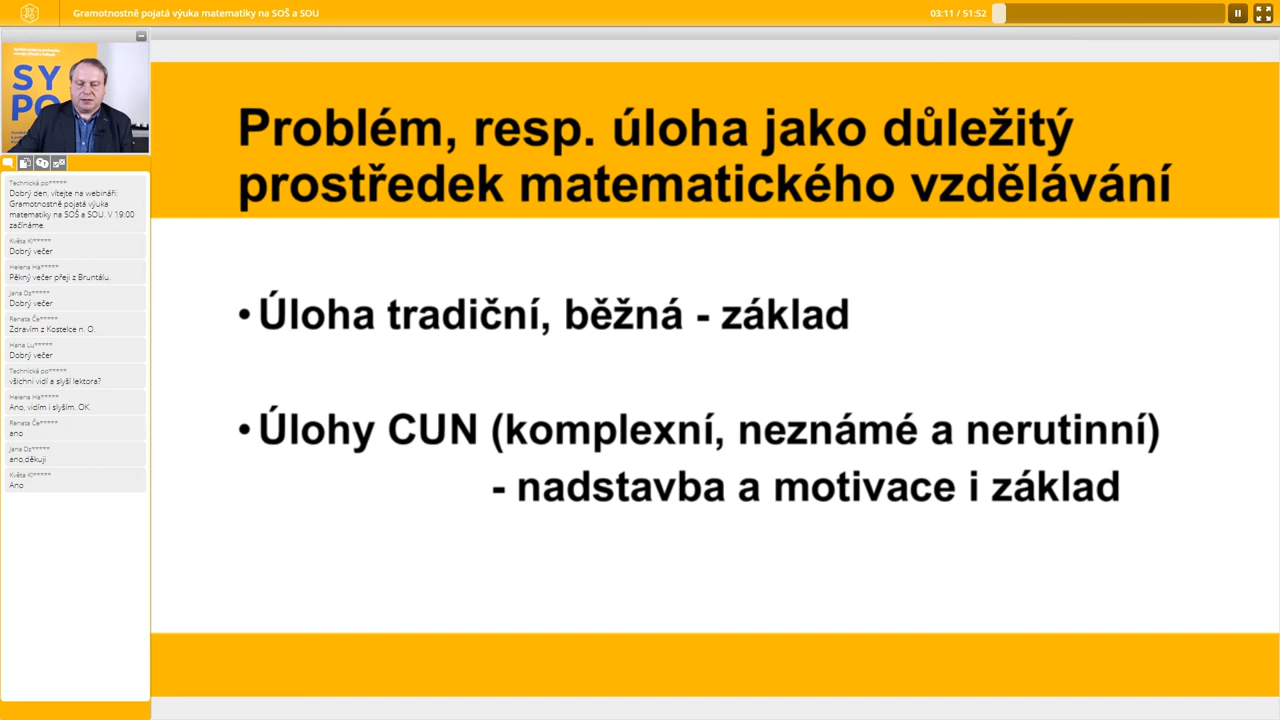 SY
PO
Gramotnostně pojatá výuka matematiky na SOŠ a SOU
03:11 / 51:52
SY
PO
Technická po*****
Dobrý den, vítejte na webináři:
Gramotnostně pojatá výuka
matematiky na SOŠ a SOU. V 19:00
začínáme.
Květa Kl*****
Dobrý večer
Helena Ha*****
Pěkný večer přeji z Bruntálu.
Jana Dz*****
Dobrý večer
Renata Če*****
Zdravím z Kostelce n. O.
Hana Lu*****
Dobrý večer
Technická po*****
všichni vidí a slyší lektora?
Helena Ha*****
Ano, vidím i slyším. OK.
Renata Če*****
ano
Jana Dz*****
ano,děkuji
Květa Kl*****
Ano
Problém, resp. úloha jako důležitý
prostředek matematického vzdělávání
• Úloha tradiční, běžná - základ
• Úlohy CUN (komplexní, neznámé a nerutinní)
- nadstavba a motivace i základ